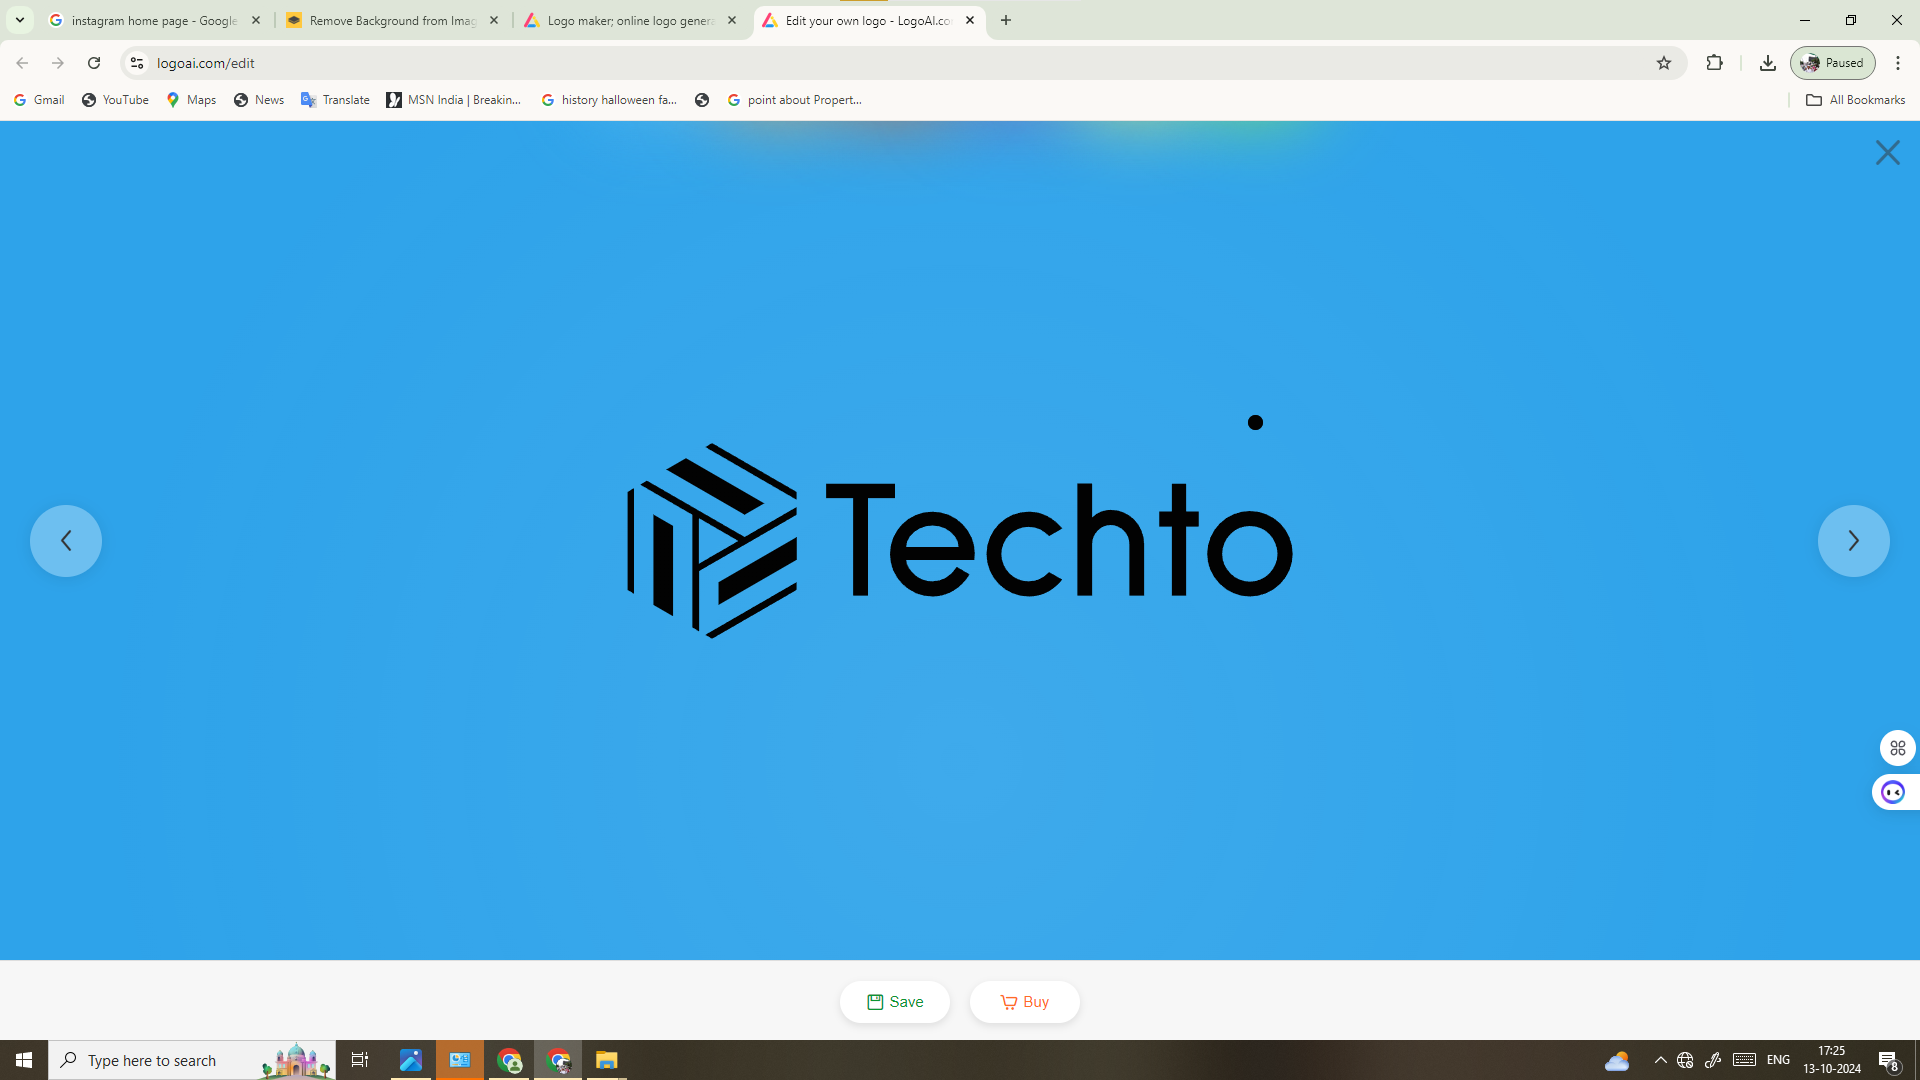 instagram home page - Google
Remove Background from Imag
Logo maker; online logo genera
Edit your own logo - LogoAI.co
logoai.com/edit
Paused
Gmail
YouTube
Maps
News
Translate
MSN India | Breakin...
history halloween fa...
point about Propert...
All Bookmarks
Techto
Save
Buy
Type here to search
ENG
17:25
13-10-2024
8